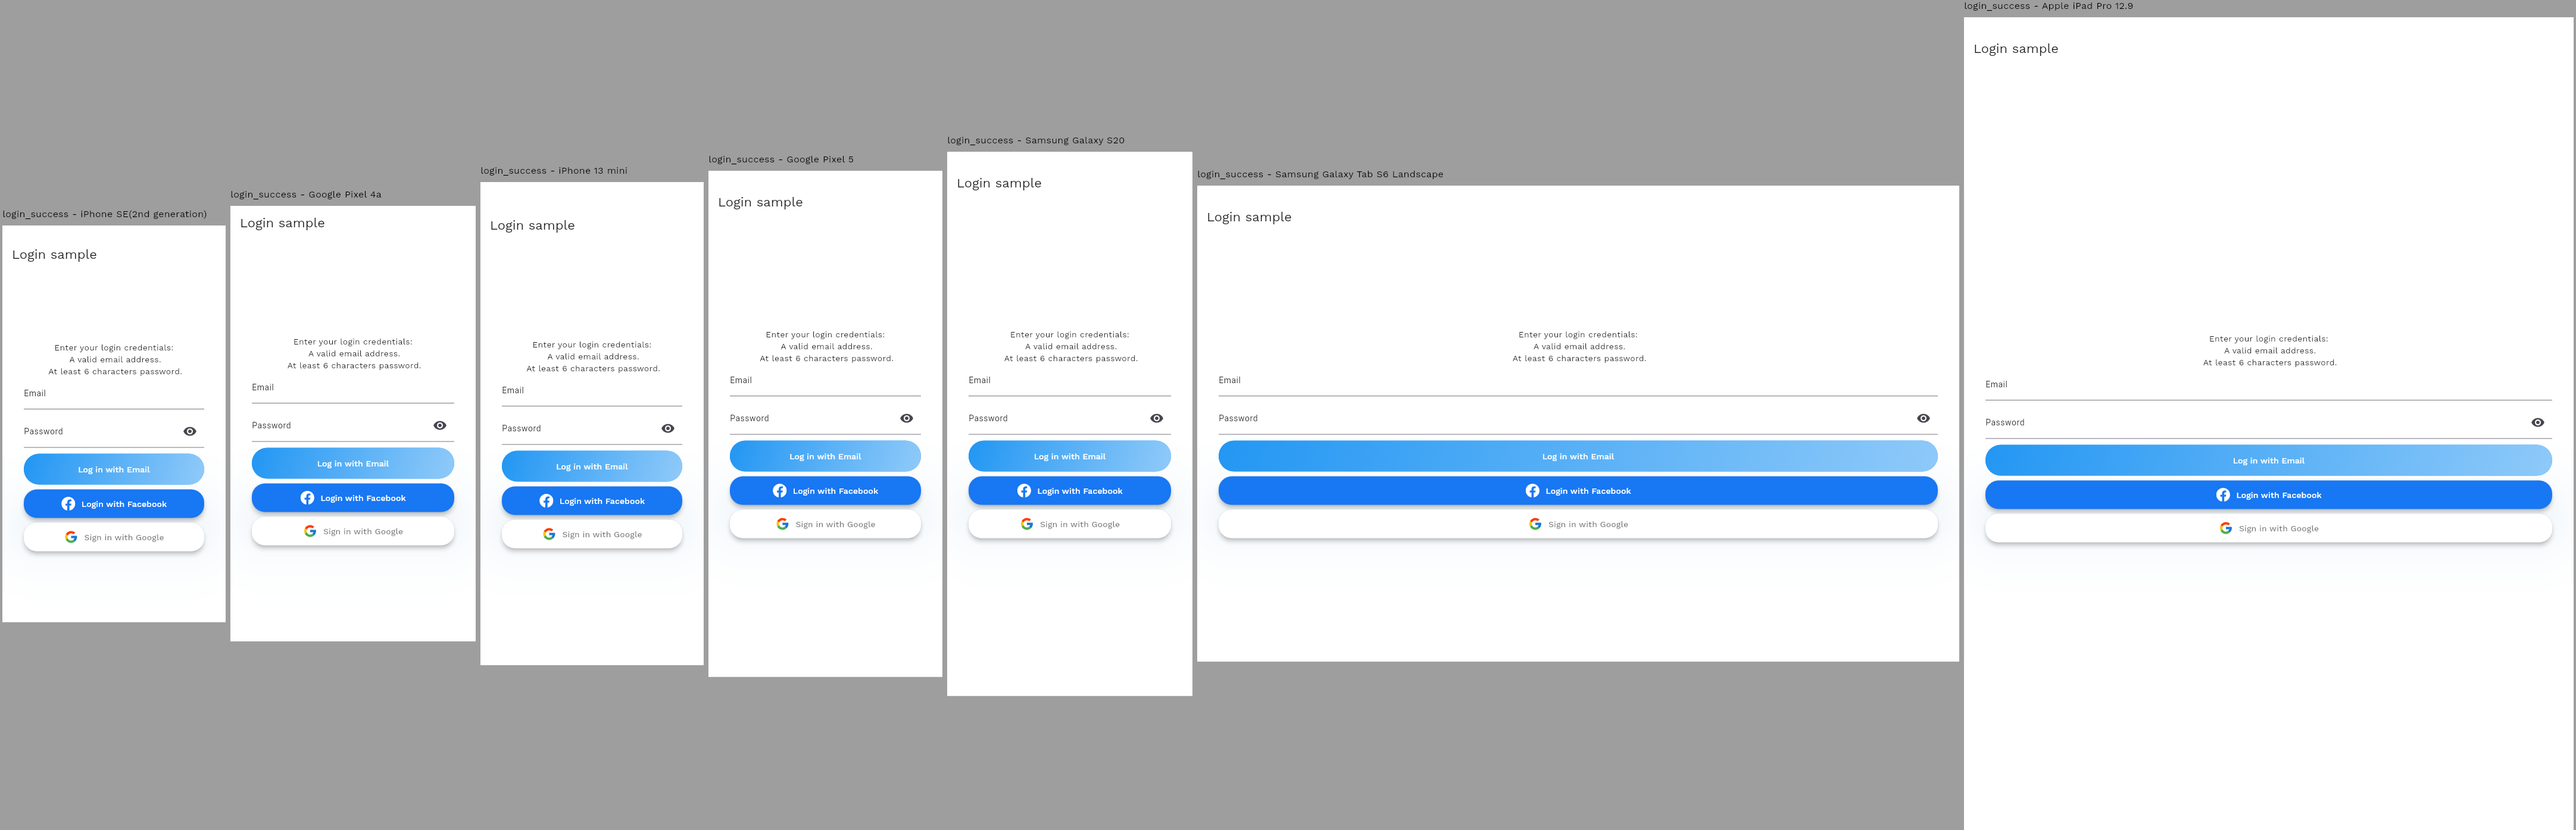 login_success - iPhone SE(2nd generation)
Login sample
Enter your login credentials:
A valid email address.
At least 6 characters password.
Email
Password
Log in with Email
Login with Facebook
Sign in with Google
login_success - Google Pixel 4a
Login sample
Enter your login credentials:
A valid email address.
At least 6 characters password.
Email
Password
Log in with Email
Login with Facebook
Sign in with Google
login_success - iPhone 13 mini
Login sample
Enter your login credentials:
A valid email address.
At least 6 characters password.
Email
Password
Log in with Email
Login with Facebook
Sign in with Google
login_success - Google Pixel 5
Login sample
Enter your login credentials:
A valid email address.
At least 6 characters password.
Email
Password
Log in with Email
Login with Facebook
Sign in with Google
login_success - Samsung Galaxy S20
Login sample
Enter your login credentials:
A valid email address.
At least 6 characters password.
Email
Password
Log in with Email
Login with Facebook
Sign in with Google
login_success - Samsung Galaxy Tab S6 Landscape
Login sample
Enter your login credentials:
A valid email address.
At least 6 characters password.
Email
Password
Log in with Email
Login with Facebook
Sign in with Google
login_success - Apple iPad Pro 12.9
Login sample
Enter your login credentials:
A valid email address.
At least 6 characters password.
Email
Password
Log in with Email
Login with Facebook
Sign in with Google